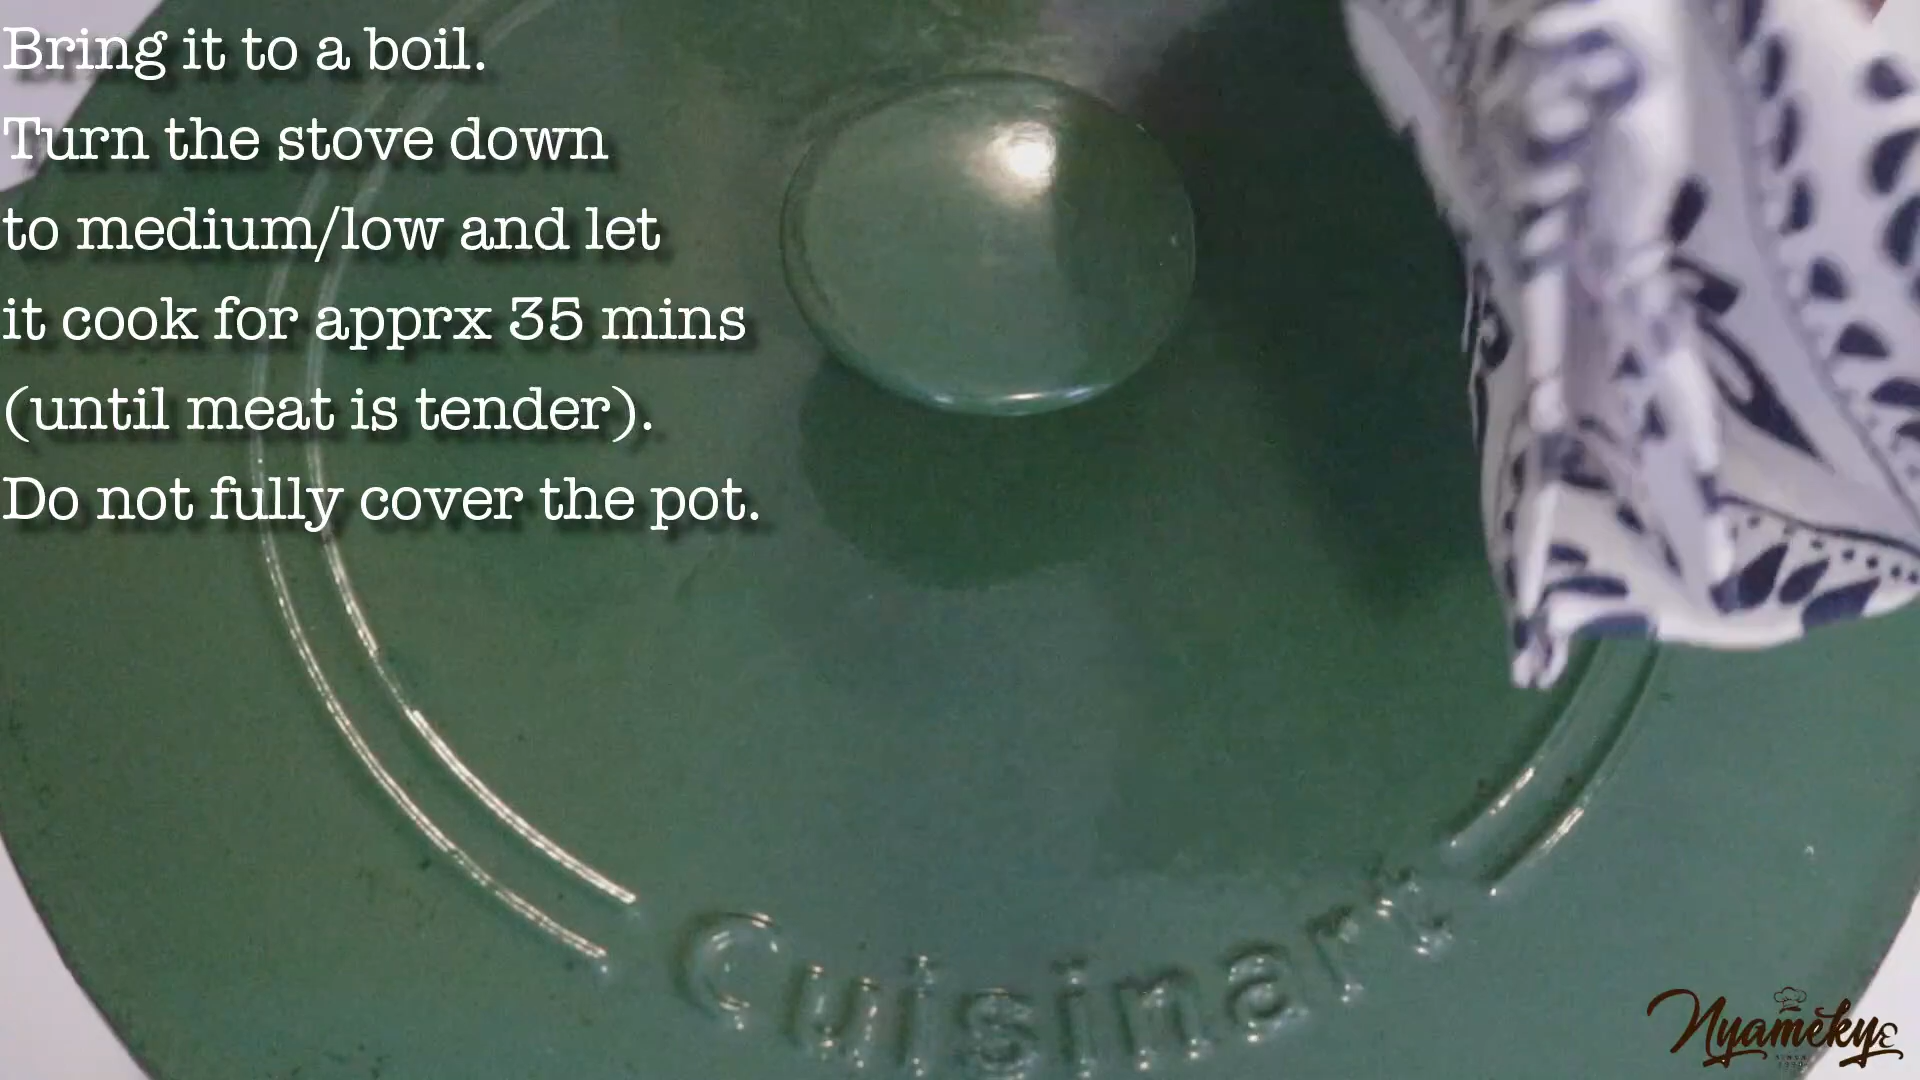 Bring it to a boil.
Turn the stove down
to medium/low and let
it cook for apprx 35 mins
(until meat is tender).
Do not fully cover the pot.
Cuisinart
Nyamekyɛ